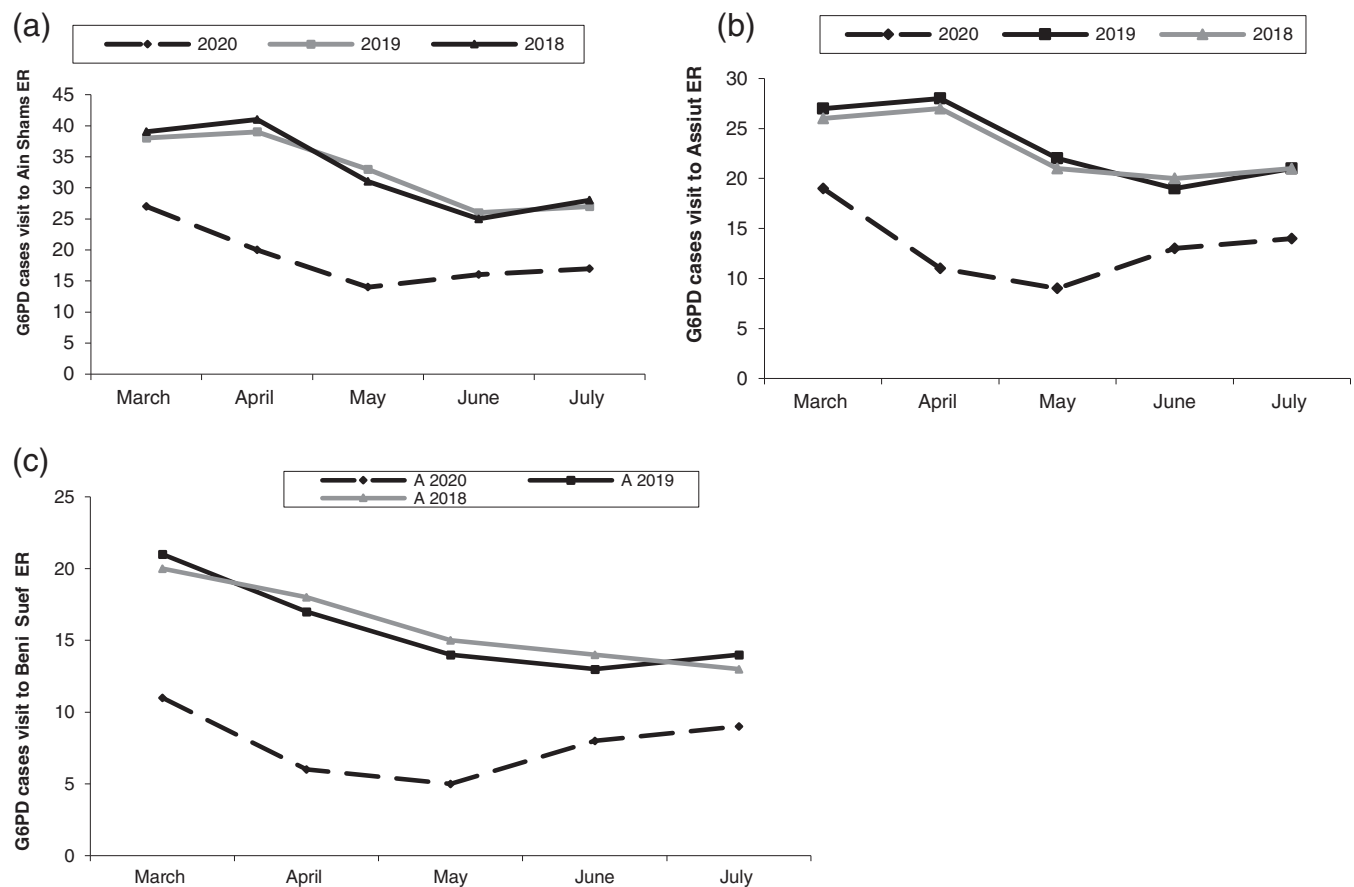 (a)
2020 2019 2018
G6PD cases visit to Ain Shams ER
45
40
35
30
25
20
15
10
5
0
March April May June July
(b)
2020 2019 2018
G6PD cases visit to Assiut ER
30
25
20
15
10
5
0
March April May June July
(c)
A 2020 A 2019
A 2018
G6PD cases visit to Beni Suef ER
25
20
15
10
5
0
March April May June July